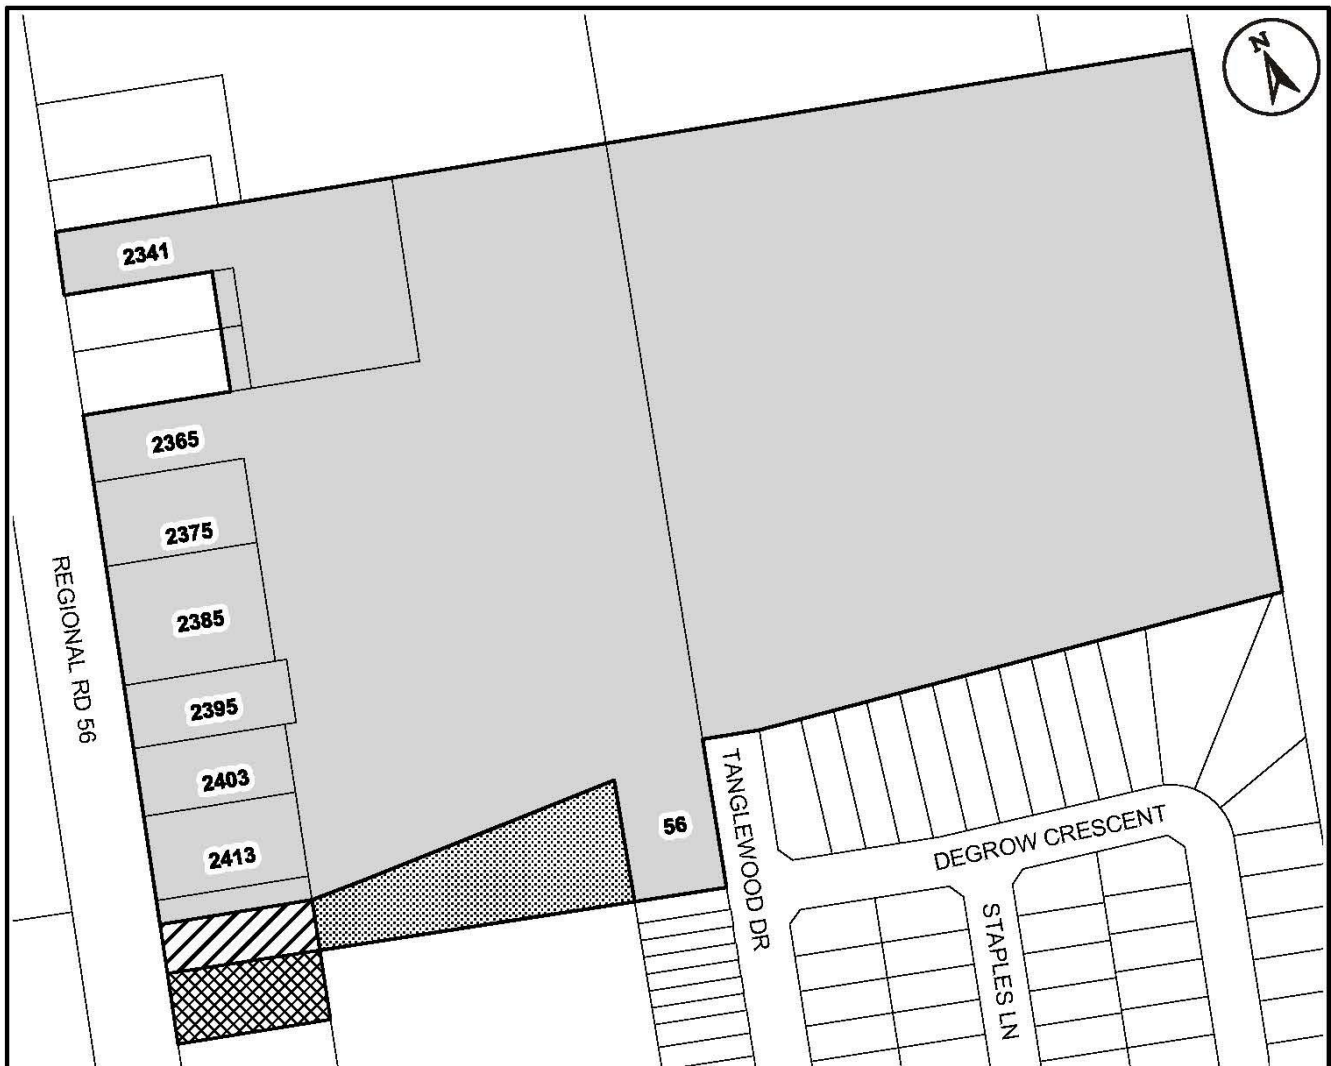 N
2341
2365
2375
2385
REGIONAL RD 56
2395
2403
2413
56
TANGLEWOOD DR
DEGROW CRESCENT
STAPLES LN